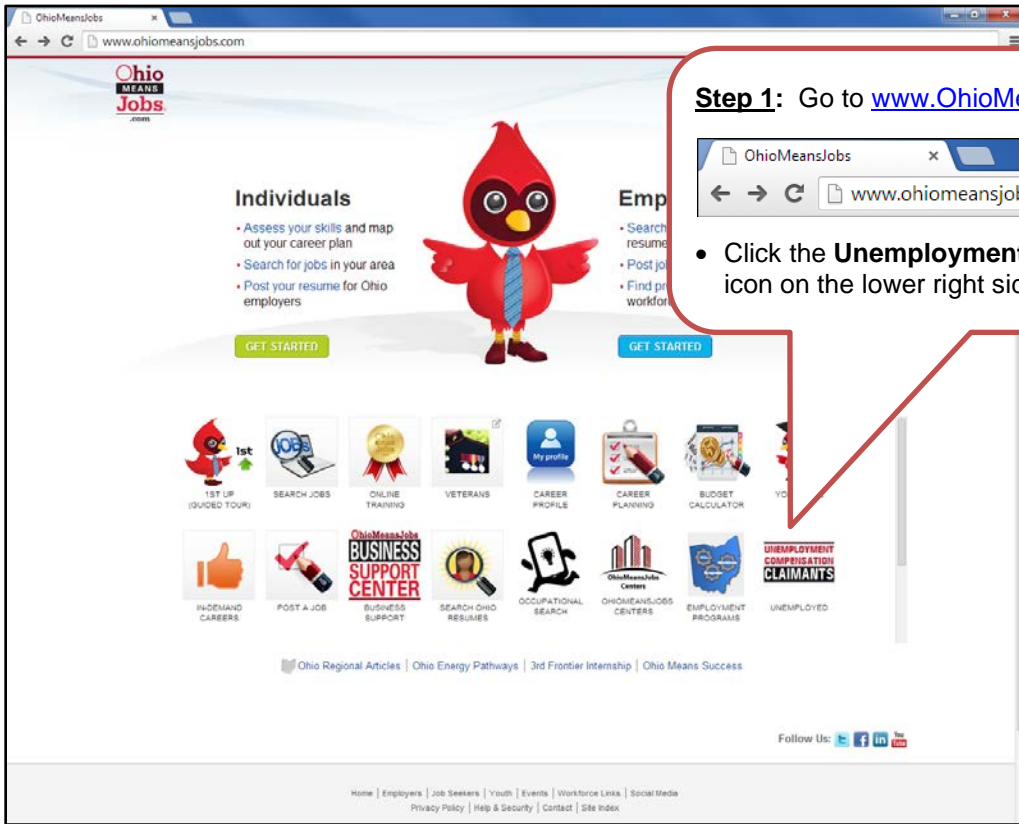 OhioMeansJobs
www.ohiomeansjobs.com
Ohio
MEANS
Jobs
.com
Step 1: Go to www.OhioMe
OhioMeansJobs
www.ohiomeansjob
• Click the Unemployment
icon on the lower right sid
Individuals
• Assess your skills and map
out your career plan
• Search for jobs in your area
• Post your resume for Ohio
employers
GET STARTED
Emp
• Search
resume
• Post jo
• Find pr
workfor
GET STARTED
1st
JOBS
My profile
1ST UP
(GUIDED TOUR)
SEARCH JOBS
ONLINE
TRAINING
VETERANS
CAREER
PROFILE
CAREER
PLANNING
BUDGET
CALCULATOR
YO
OhioMeansJobs
BUSINESS
SUPPORT
CENTER
OhioMeansJobs
Centers
UNEMPLOYMENT
COMPENSATION
CLAIMANTS
IN-DEMAND
CAREERS
POST A JOB
BUSINESS
SUPPORT
SEARCH OHIO
RESUMES
OCCUPATIONAL
SEARCH
OHIOMEANSJOBS
CENTERS
EMPLOYMENT
PROGRAMS
UNEMPLOYED
Ohio Regional Articles | Ohio Energy Pathways | 3rd Frontier Internship | Ohio Means Success
Follow Us:
You
Tube
Home | Employers | Job Seekers | Youth | Events | Workforce Links | Social Media
Privacy Policy | Help & Security | Contact | Site Index